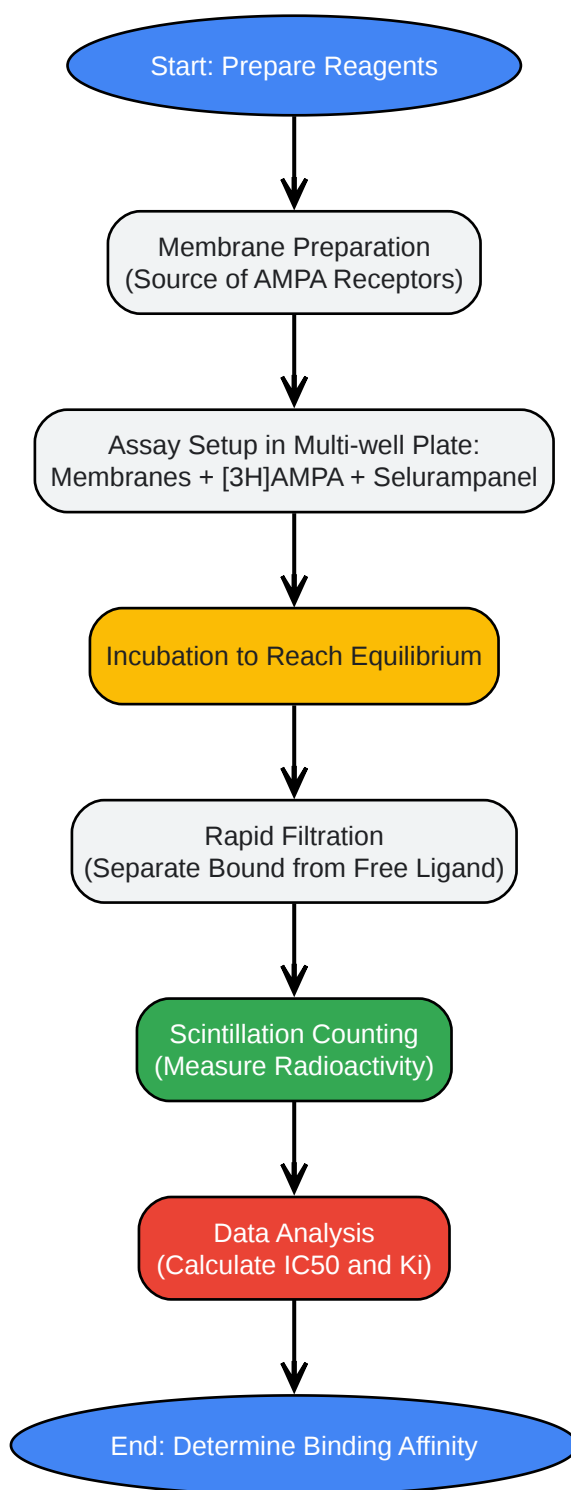 Start: Prepare Reagents
Membrane Preparation
(Source of AMPA Receptors)
Assay Setup in Multi-well Plate:
Membranes + [3H]AMPA + Selurampanel
Incubation to Reach Equilibrium
Rapid Filtration
(Separate Bound from Free Ligand)
Scintillation Counting
(Measure Radioactivity)
Data Analysis
(Calculate IC50 and Ki)
End: Determine Binding Affinity